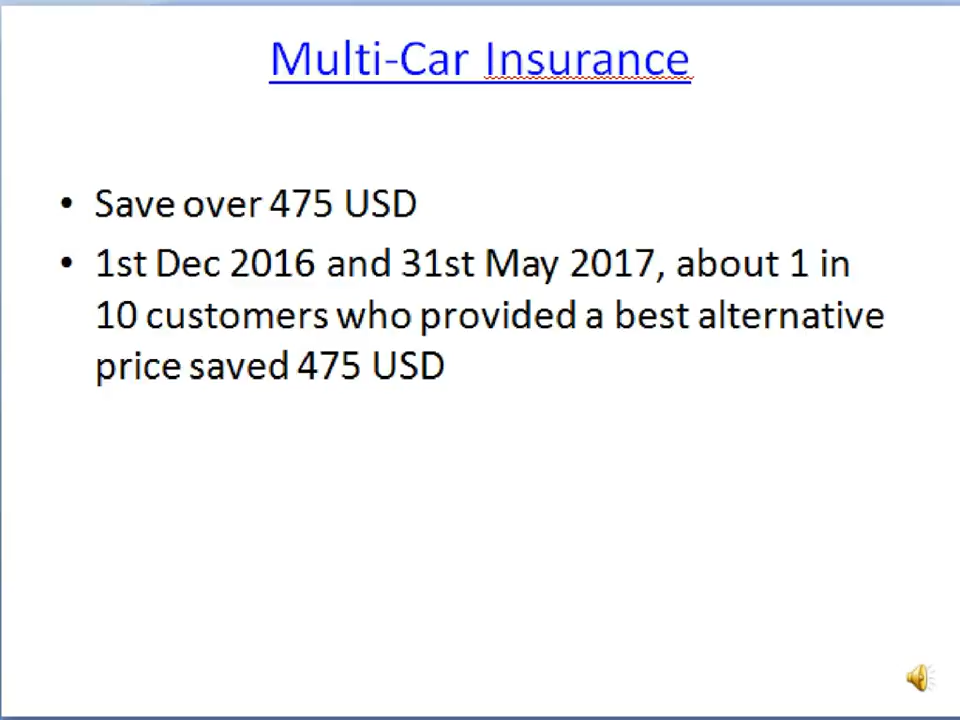 Multi-Car Insurance
• Save over 475 USD
• 1st Dec 2016 and 31st May 2017, about 1 in
10 customers who provided a best alternative
price saved 475 USD